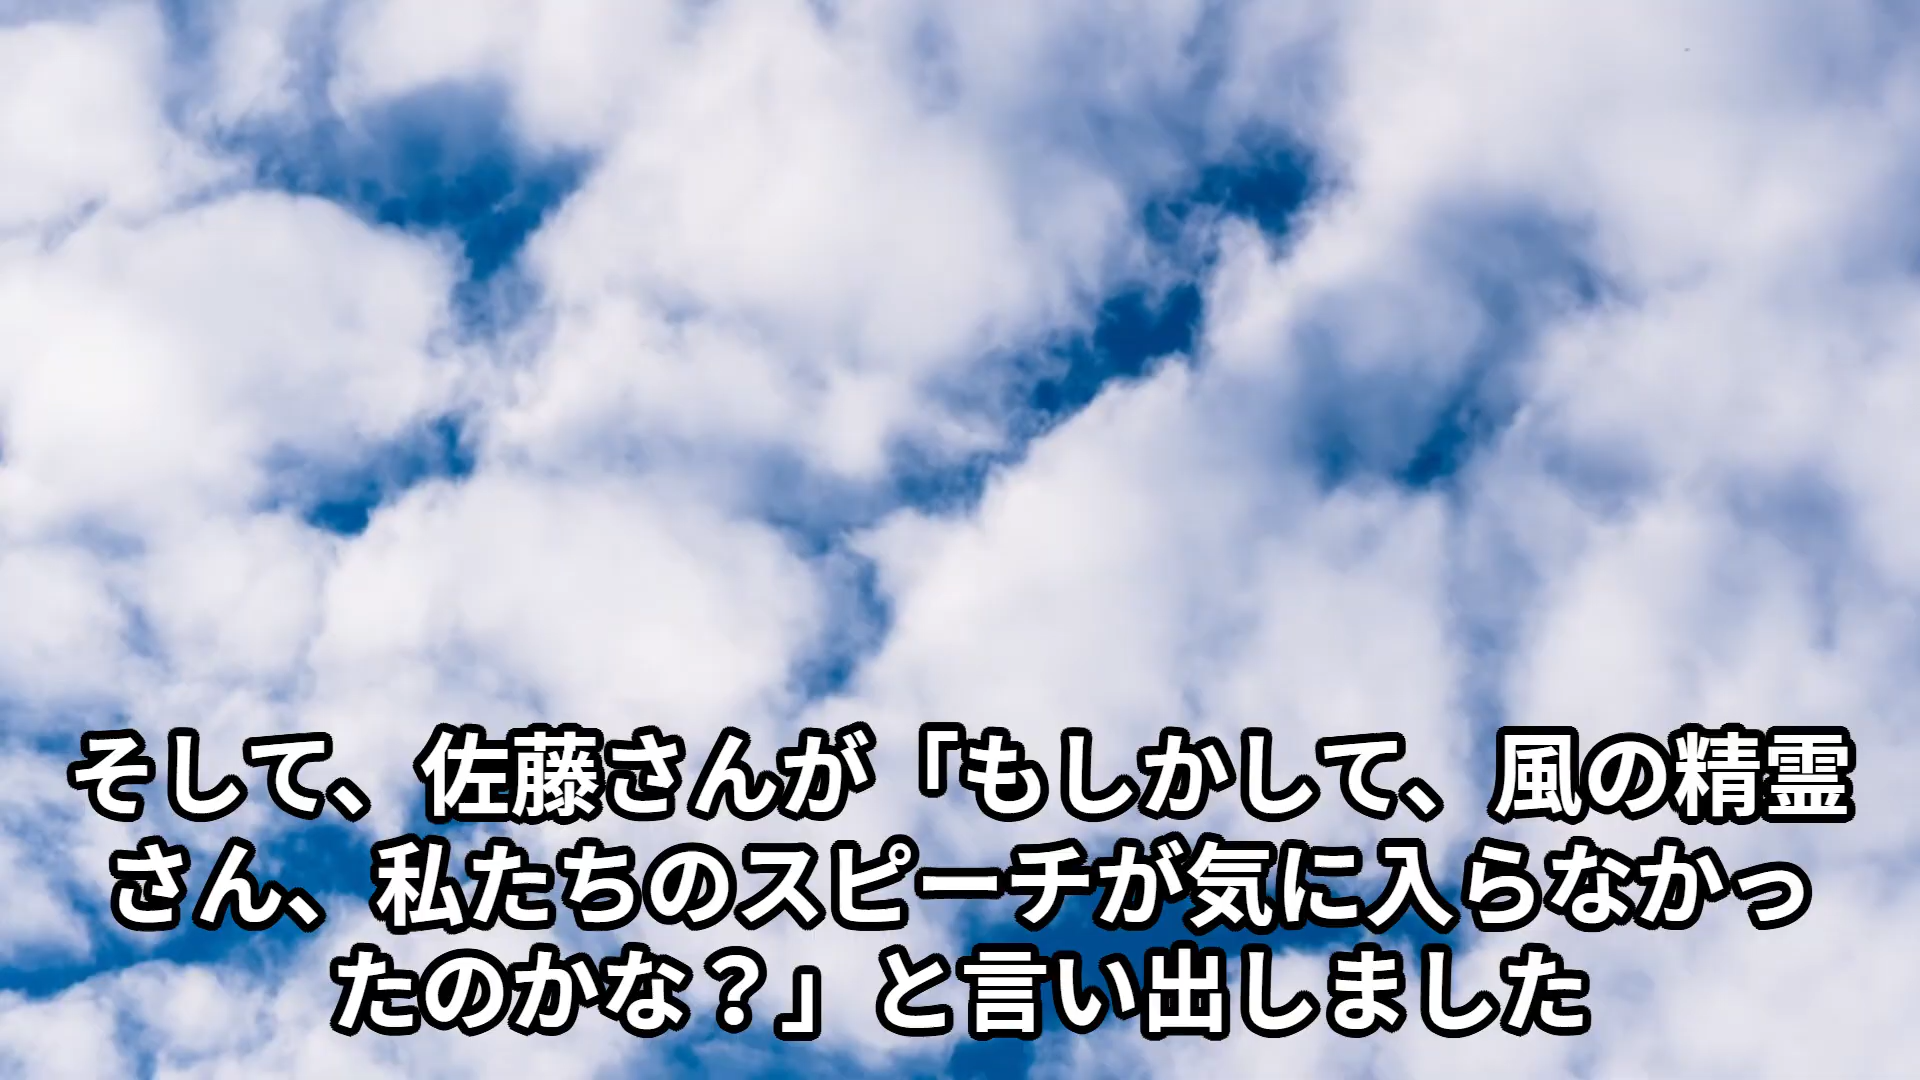 そして、佐藤さんが「もしかして、風の精霊
さん、私たちのスピーチが気に入らなかっ
たのかな？」と言い出しました